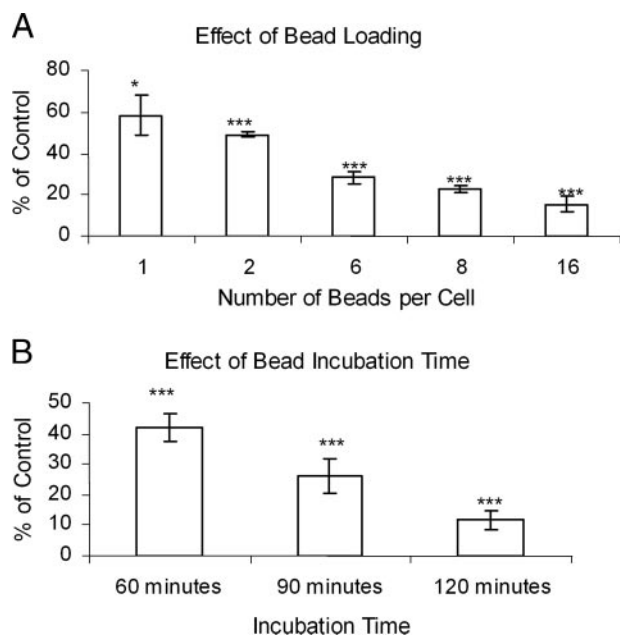 A
Effect of Bead Loading
% of Control
80
60
40
20
0
*
***
***
***
***
1 2 6 8 16
Number of Beads per Cell
B
Effect of Bead Incubation Time
% of Control
50
40
30
20
10
0
***
***
***
60 minutes 90 minutes 120 minutes
Incubation Time